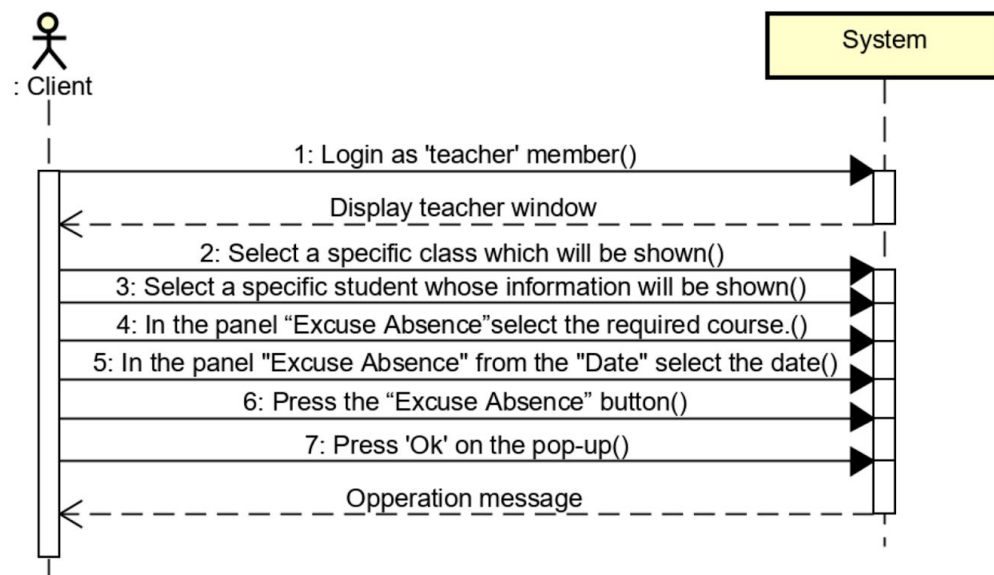 : Client
System
1: Login as 'teacher' member()
Display teacher window
2: Select a specific class which will be shown()
3: Select a specific student whose information will be shown()
4: In the panel “Excuse Absence”select the required course.()
5: In the panel "Excuse Absence" from the "Date" select the date()
6: Press the “Excuse Absence” button()
7: Press 'Ok' on the pop-up()
Opperation message